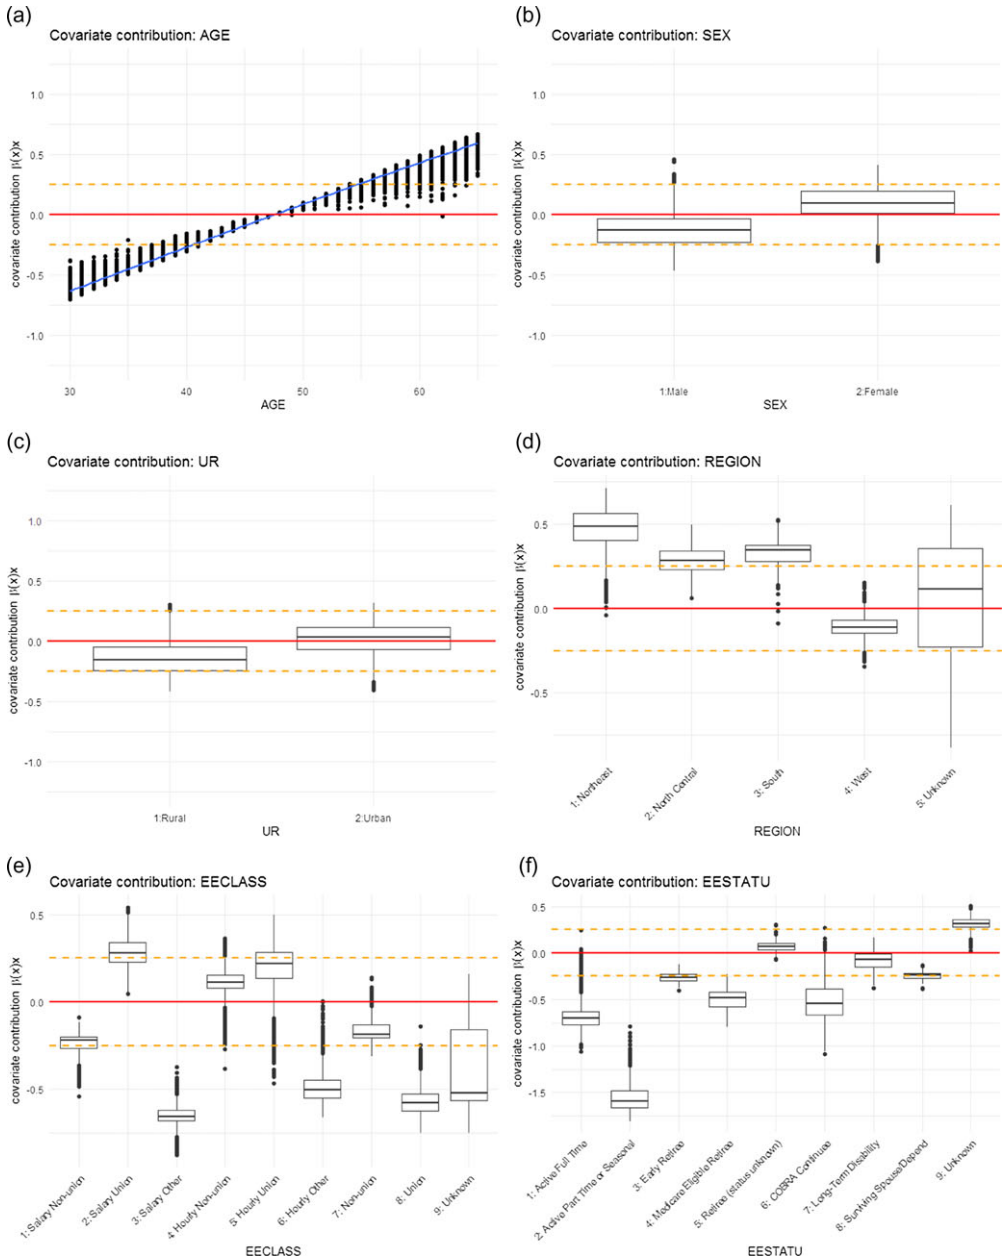 (a)
Covariate contribution: AGE
covariate contribution β(x)x
1.0
0.5
0.0
-0.5
-1.0
30
40
50
60
AGE
(b)
Covariate contribution: SEX
covariate contribution β(x)x
1.0
0.5
0.0
-0.5
-1.0
1:Male
2:Female
SEX
(c)
Covariate contribution: UR
covariate contribution β(x)x
1.0
0.5
0.0
-0.5
-1.0
1:Rural
2:Urban
UR
(d)
Covariate contribution: REGION
covariate contribution β(x)x
0.5
0.0
-0.5
1: Northeast
2: North Central
3: South
4: West
5: Unknown
REGION
(e)
Covariate contribution: EECLASS
covariate contribution β(x)x
0.5
0.0
-0.5
1: Salary Non-union
2: Salary Union
3: Salary Other
4 Hourly Non-union
5 Hourly Union
6: Hourly Other
7: Non-union
8: Union
9: Unknown
EECLASS
(f)
Covariate contribution: EESTATU
covariate contribution β(x)x
0.5
0.0
-0.5
-1.0
-1.5
1: Active Full Time
2: Active Part Time or Seasonal
3: Early Retiree
4: Medicare Eligible Retiree
5: Retiree (status unknown)
6: COBRA Continuee
7: Long-Term Disability
8: Surviving Spouse/Depend
9: Unknown
EESTATU